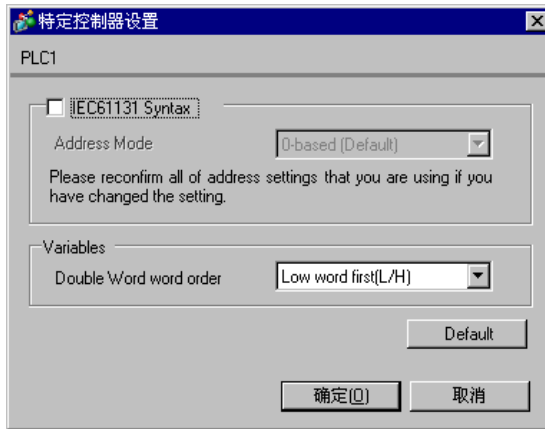 特定控制器设置
PLC1
IEC61131 Syntax
Address Mode 0-based (Default)
Please reconfirm all of address settings that you are using if you
have changed the setting.
Variables
Double Word word order Low word first(L/H)
Default
确定(O) 取消